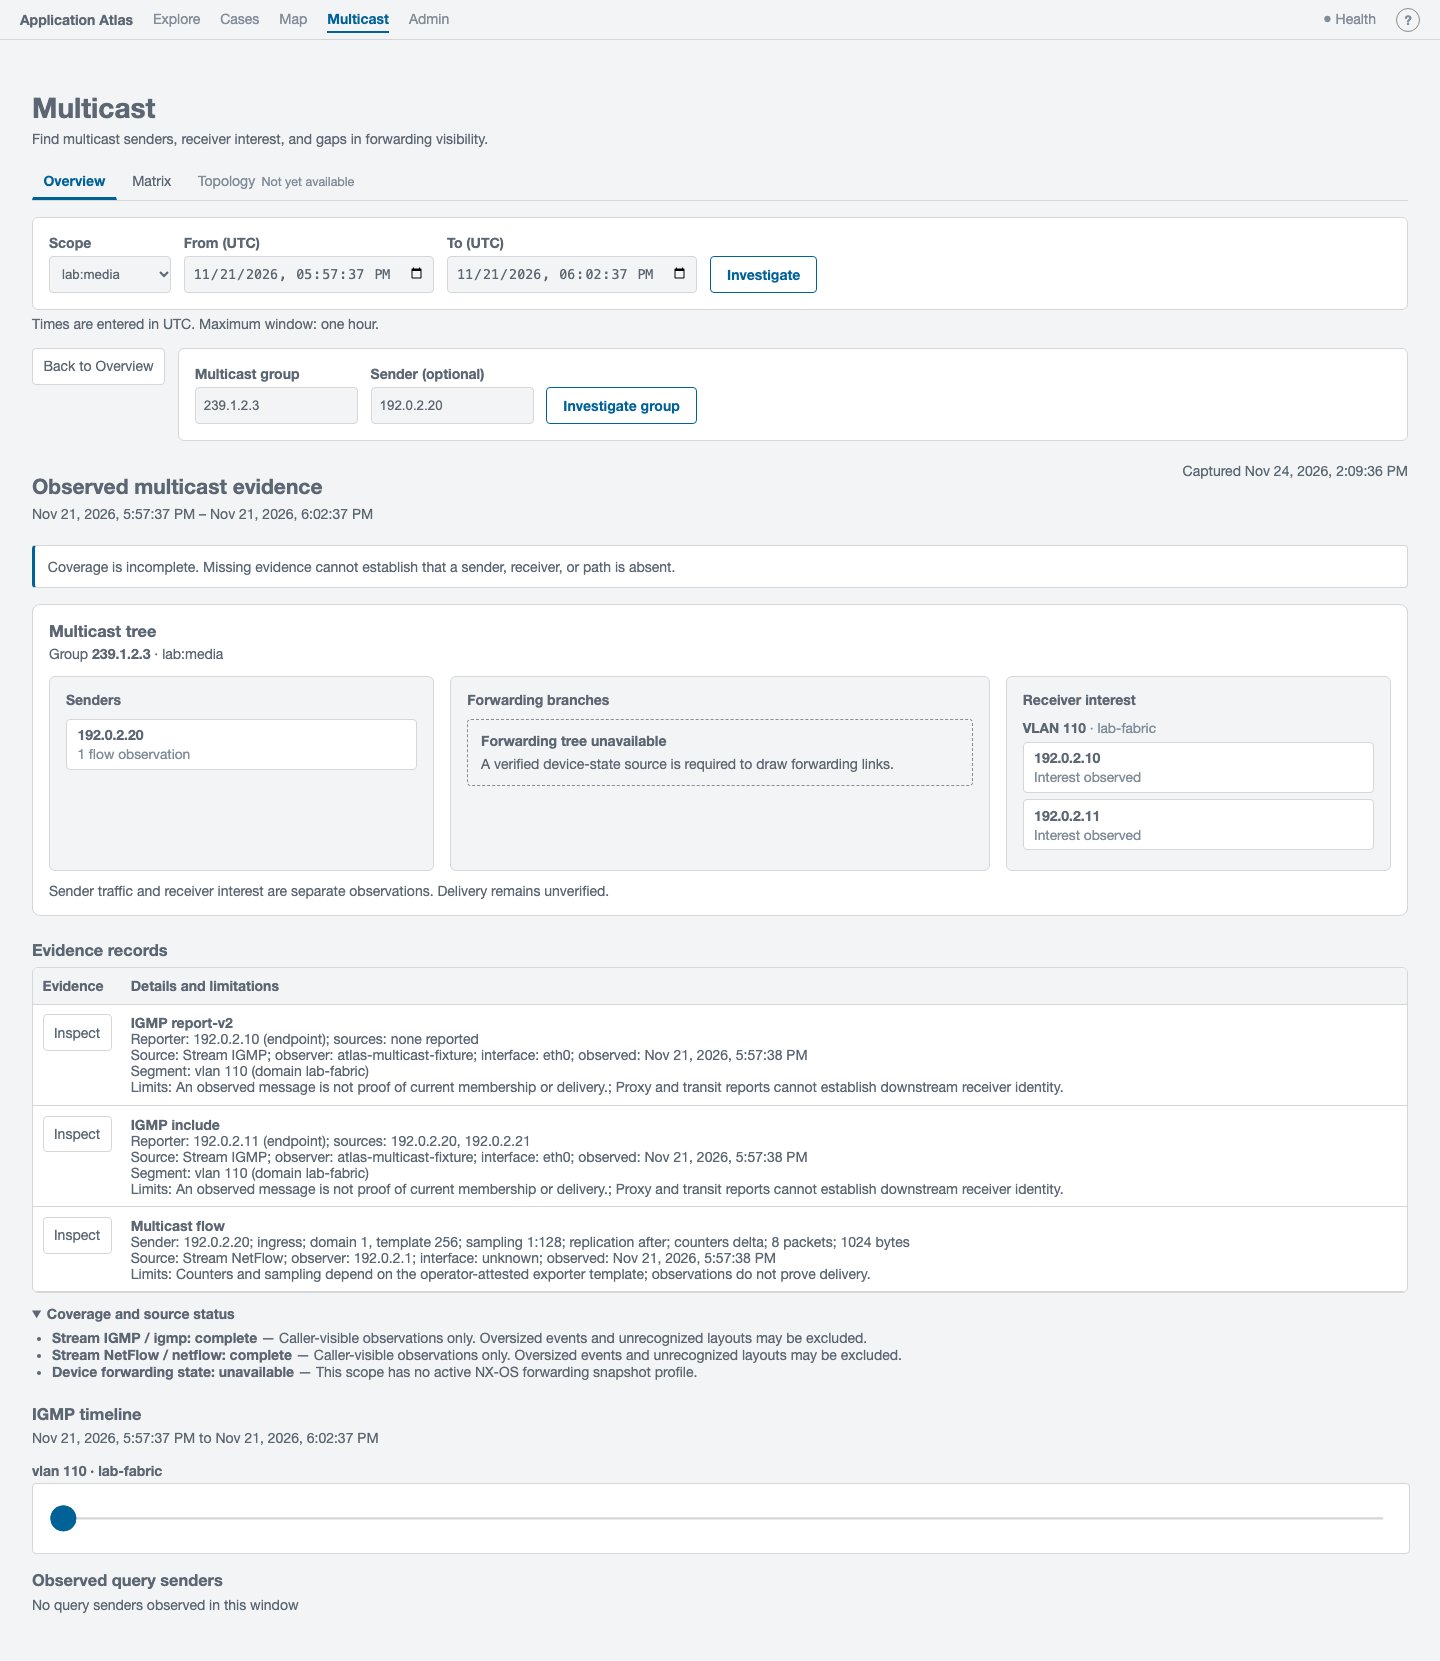 Application Atlas Explore Cases Map Multicast Admin Health ?
Multicast
Find multicast senders, receiver interest, and gaps in forwarding visibility.
Overview Matrix Topology Not yet available
Scope From (UTC) To (UTC)
lab:media 11/21/2026, 05:57:37 PM 11/21/2026, 06:02:37 PM Investigate
Times are entered in UTC. Maximum window: one hour.
Back to Overview
Multicast group Sender (optional)
239.1.2.3 192.0.2.20 Investigate group
Captured Nov 24, 2026, 2:09:36 PM
Observed multicast evidence
Nov 21, 2026, 5:57:37 PM – Nov 21, 2026, 6:02:37 PM
Coverage is incomplete. Missing evidence cannot establish that a sender, receiver, or path is absent.
Multicast tree
Group 239.1.2.3 · lab:media
Senders
192.0.2.20
1 flow observation
Forwarding branches
Forwarding tree unavailable
A verified device-state source is required to draw forwarding links.
Receiver interest
VLAN 110 · lab-fabric
192.0.2.10
Interest observed
192.0.2.11
Interest observed
Sender traffic and receiver interest are separate observations. Delivery remains unverified.
Evidence records
Evidence Details and limitations
Inspect
IGMP report-v2
Reporter: 192.0.2.10 (endpoint); sources: none reported
Source: Stream IGMP; observer: atlas-multicast-fixture; interface: eth0; observed: Nov 21, 2026, 5:57:38 PM
Segment: vlan 110 (domain lab-fabric)
Limits: An observed message is not proof of current membership or delivery.; Proxy and transit reports cannot establish downstream receiver identity.
Inspect
IGMP include
Reporter: 192.0.2.11 (endpoint); sources: 192.0.2.20, 192.0.2.21
Source: Stream IGMP; observer: atlas-multicast-fixture; interface: eth0; observed: Nov 21, 2026, 5:57:38 PM
Segment: vlan 110 (domain lab-fabric)
Limits: An observed message is not proof of current membership or delivery.; Proxy and transit reports cannot establish downstream receiver identity.
Inspect
Multicast flow
Sender: 192.0.2.20; ingress; domain 1, template 256; sampling 1:128; replication after; counters delta; 8 packets; 1024 bytes
Source: Stream NetFlow; observer: 192.0.2.1; interface: unknown; observed: Nov 21, 2026, 5:57:38 PM
Limits: Counters and sampling depend on the operator-attested exporter template; observations do not prove delivery.
▼ Coverage and source status
• Stream IGMP / igmp: complete — Caller-visible observations only. Oversized events and unrecognized layouts may be excluded.
• Stream NetFlow / netflow: complete — Caller-visible observations only. Oversized events and unrecognized layouts may be excluded.
• Device forwarding state: unavailable — This scope has no active NX-OS forwarding snapshot profile.
IGMP timeline
Nov 21, 2026, 5:57:37 PM to Nov 21, 2026, 6:02:37 PM
vlan 110 · lab-fabric
Observed query senders
No query senders observed in this window